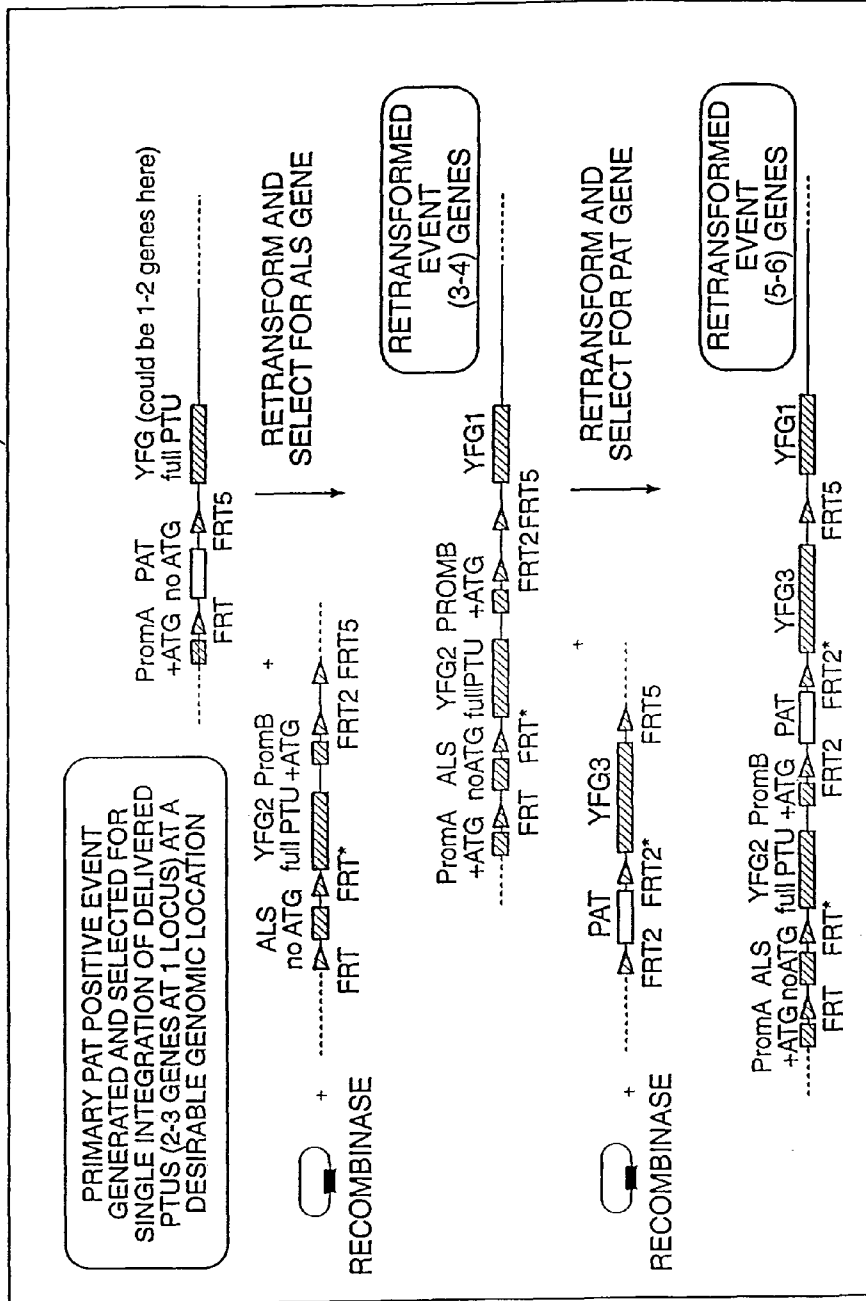 PRIMARY PAT POSITIVE EVENT
GENERATED AND SELECTED FOR
SINGLE INTEGRATION OF DELIVERED
PTUS (2-3 GENES AT 1 LOCUS) AT A
DESIRABLE GENOMIC LOCATION
PromA PAT YFG (could be 1-2 genes here)
+ATG no ATG full PTU
FRT FRT5
RETRANSFORM AND
SELECT FOR ALS GENE
ALS YFG2 PromB
no ATG full PTU +ATG
+ +
FRT FRT* FRT2 FRT5
RECOMBINASE
RETRANSFORMED
EVENT
(3-4) GENES
PromA ALS YFG2 PROMB
+ATG noATG fullPTU +ATG YFG1
FRT FRT* FRT2 FRT5
RETRANSFORM AND
SELECT FOR PAT GENE
PAT YFG3
+ +
FRT2 FRT2* FRT5
RECOMBINASE
RETRANSFORMED
EVENT
(5-6) GENES
PromA ALS YFG2 PromB
+ATG noATG full PTU +ATG PAT YFG3 YFG1
FRT FRT* FRT2 FRT2* FRT5